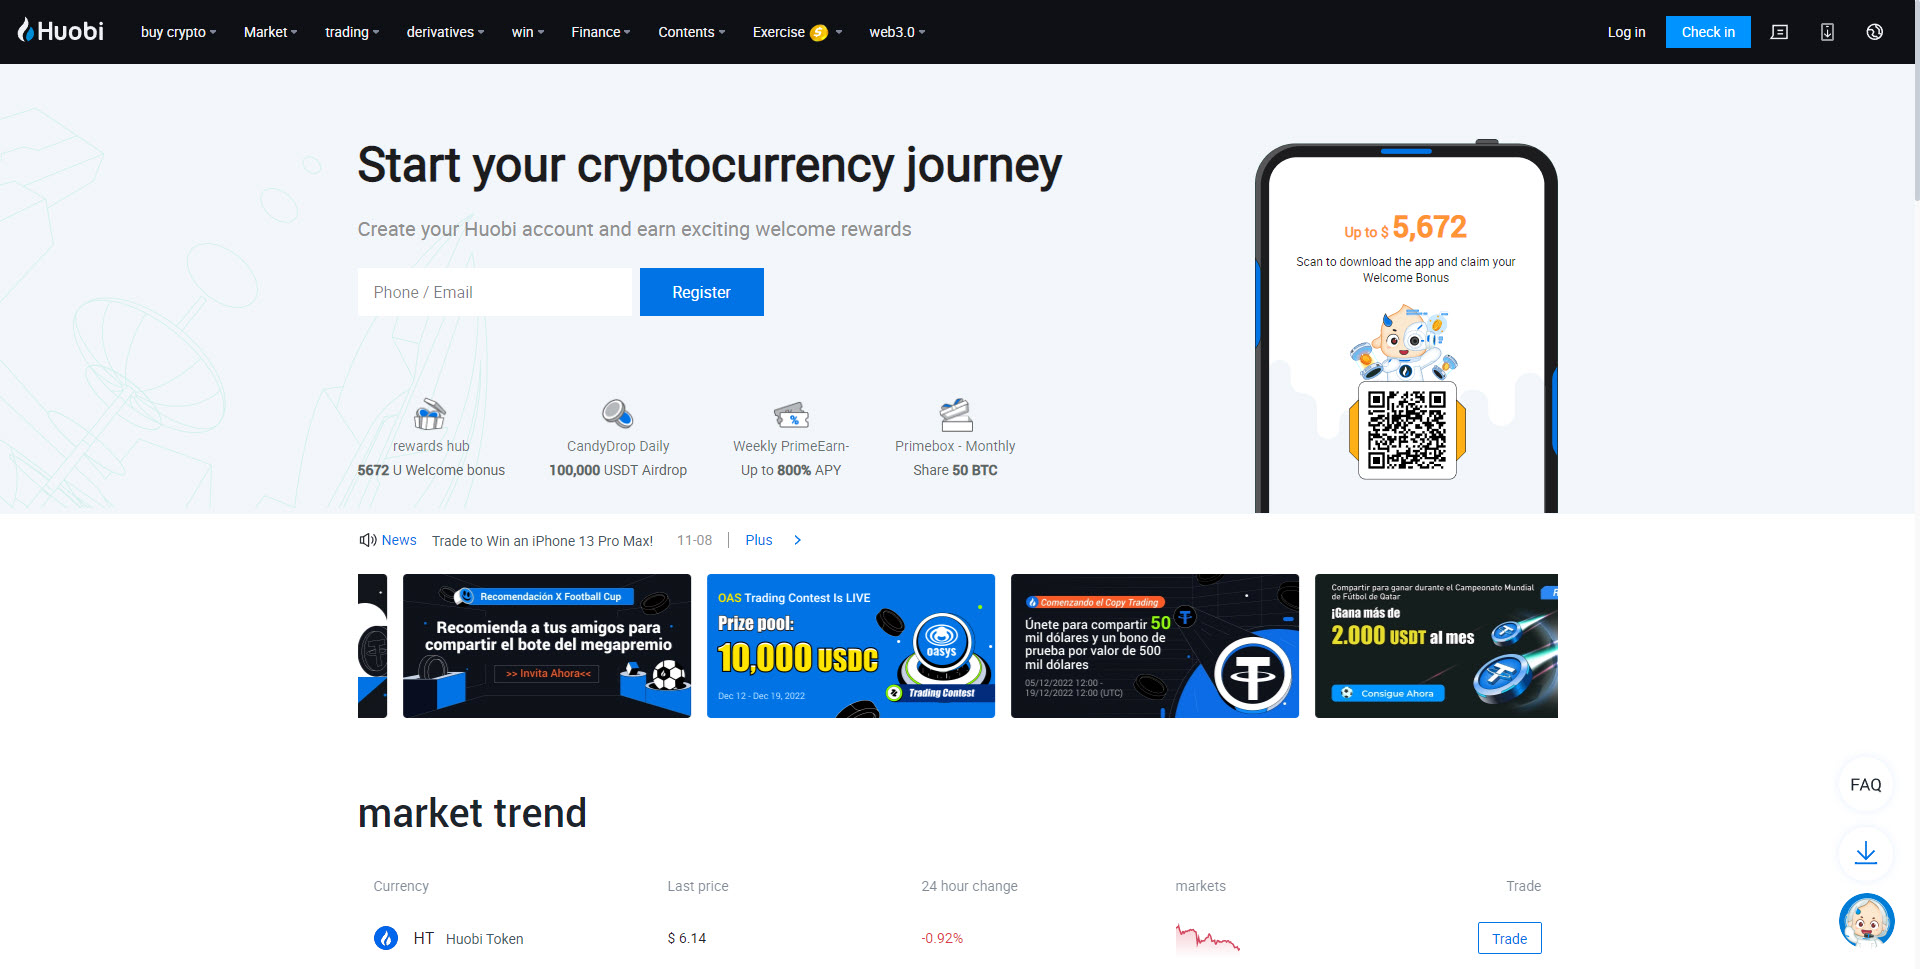 Huobi
buy crypto
Market
trading
derivatives
win
Finance
Contents
Exercise
web3.0
Log in
Check in
Start your cryptocurrency journey
Create your Huobi account and earn exciting welcome rewards
Phone / Email
Register
rewards hub
5672 U Welcome bonus
CandyDrop Daily
100,000 USDT Airdrop
Weekly PrimeEarn-
Up to 800% APY
Primebox - Monthly
Share 50 BTC
Up to $ 5,672
Scan to download the app and claim your
Welcome Bonus
News
Trade to Win an iPhone 13 Pro Max!
11-08
Plus
Recomendación X Football Cup
Recomienda a tus amigos para
compartir el bote del megapremio
>> Invita Ahora<<
OAS Trading Contest Is LIVE
Prize pool:
10,000 USDC
Dec 12 - Dec 19, 2022
oasys
Trading Contest
Comenzando el Copy Trading
Únete para compartir 50
mil dólares y un bono de
prueba por valor de 500
mil dólares
05/12/2022 12:00 -
19/12/2022 12:00 (UTC)
Compartir para ganar durante el Campeonato Mundial
de Fútbol de Qatar
¡Gana más de
2.000 USDT al mes
Consigue Ahora
market trend
Currency
Last price
24 hour change
markets
Trade
HT Huobi Token
$ 6.14
-0.92%
Trade
FAQ